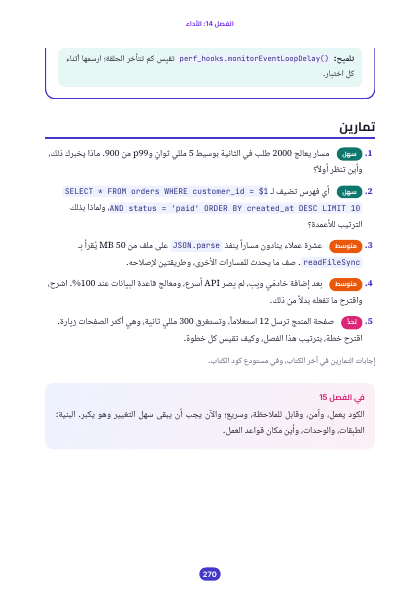 الفصل 14: الأداء
تلميح: perf_hooks.monitorEventLoopDelay() تقيس كم تتأخر الحلقة؛ ارسمها أثناء
كل اختبار.
تمارين
1. سهل مسار يعالج 2000 طلب في الثانية بوسيط 5 مللي ثوانٍ وp99 من 900. ماذا يخبرك ذلك،
وأين تنظر أولًا؟
2. سهل أي فهرس تضيف لـ SELECT * FROM orders WHERE customer_id = $1
AND status = 'paid' ORDER BY created_at DESC LIMIT 10، ولماذا بذلك
الترتيب للأعمدة؟
3. متوسط عشرة عملاء ينادون مساراً ينفذ JSON.parse على ملف من 50 MB يُقرأ بـ
readFileSync. صف ما يحدث للمسارات الأخرى، وطريقتين لإصلاحه.
4. متوسط بعد إضافة خادمَي ويب، لم يصر API أسرع، ومعالج قاعدة البيانات عند 100%. اشرح،
واقترح ما تفعله بدلًا من ذلك.
5. تحدٍّ صفحة المنتج ترسل 12 استعلاماً، وتستغرق 300 مللي ثانية، وهي أكثر الصفحات زيارة.
اقترح خطة، بترتيب هذا الفصل، وكيف تقيس كل خطوة.
إجابات التمارين في آخر الكتاب، وفي مستودع كود الكتاب.
في الفصل 15
الكود يعمل، وآمن، وقابل للملاحظة، وسريع؛ والآن يجب أن يبقى سهل التغيير وهو يكبر. البنية:
الطبقات، والوحدات، وأين مكان قواعد العمل.
270